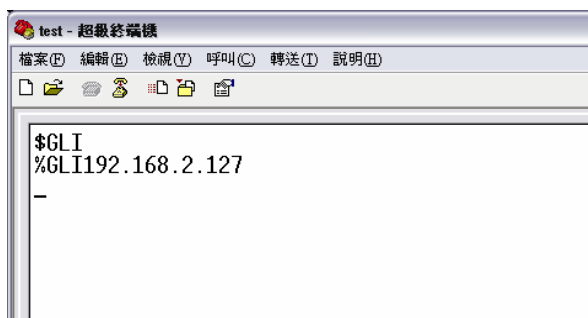 test - 超級終端機
檔案(F) 編輯(E) 檢視(V) 呼叫(C) 轉送(T) 說明(H)
$GLI
%GLI192.168.2.127
_